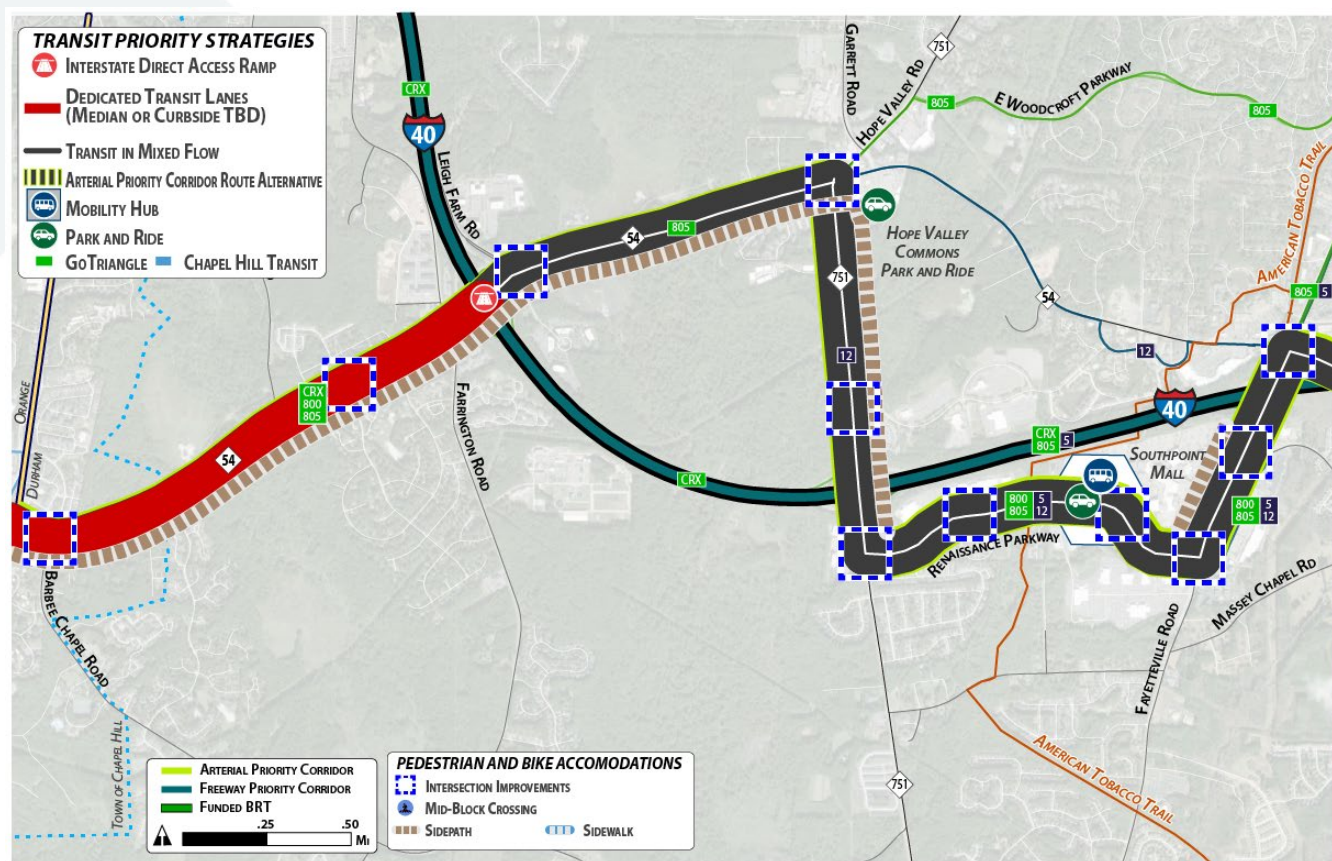 TRANSIT PRIORITY STRATEGIES
INTERSTATE DIRECT ACCESS RAMP
DEDICATED TRANSIT LANES
(MEDIAN OR CURBSIDE TBD)
TRANSIT IN MIXED FLOW
ARTERIAL PRIORITY CORRIDOR ROUTE ALTERNATIVE
MOBILITY HUB
PARK AND RIDE
GOTRIANGLE
CHAPEL HILL TRANSIT
CRX
40
LEIGH FARM RD
GARRETT ROAD
HOPE VALLEY RD
751
805
E WOODCROFT PARKWAY
805
AMERICAN TOBACCO TRAIL
805
54
HOPE VALLEY
COMMONS
PARK AND RIDE
751
54
805 5
12
12
40
ORANGE
DURHAM
CRX
800
805
54
FARRINGTON ROAD
CRX
CRX 5
805
SOUTHPOINT
MALL
800 5
805 12
800 5
805 12
RENAISSANCE PARKWAY
MASSEY CHAPEL RD
BARBEE CHAPEL ROAD
FAYETTEVILLE ROAD
TOWN OF CHAPEL HILL
751
AMERICAN TOBACCO TRAIL
ARTERIAL PRIORITY CORRIDOR
FREEWAY PRIORITY CORRIDOR
FUNDED BRT
.25 .50
MI
PEDESTRIAN AND BIKE ACCOMODATIONS
INTERSECTION IMPROVEMENTS
MID-BLOCK CROSSING
SIDEPATH
SIDEWALK